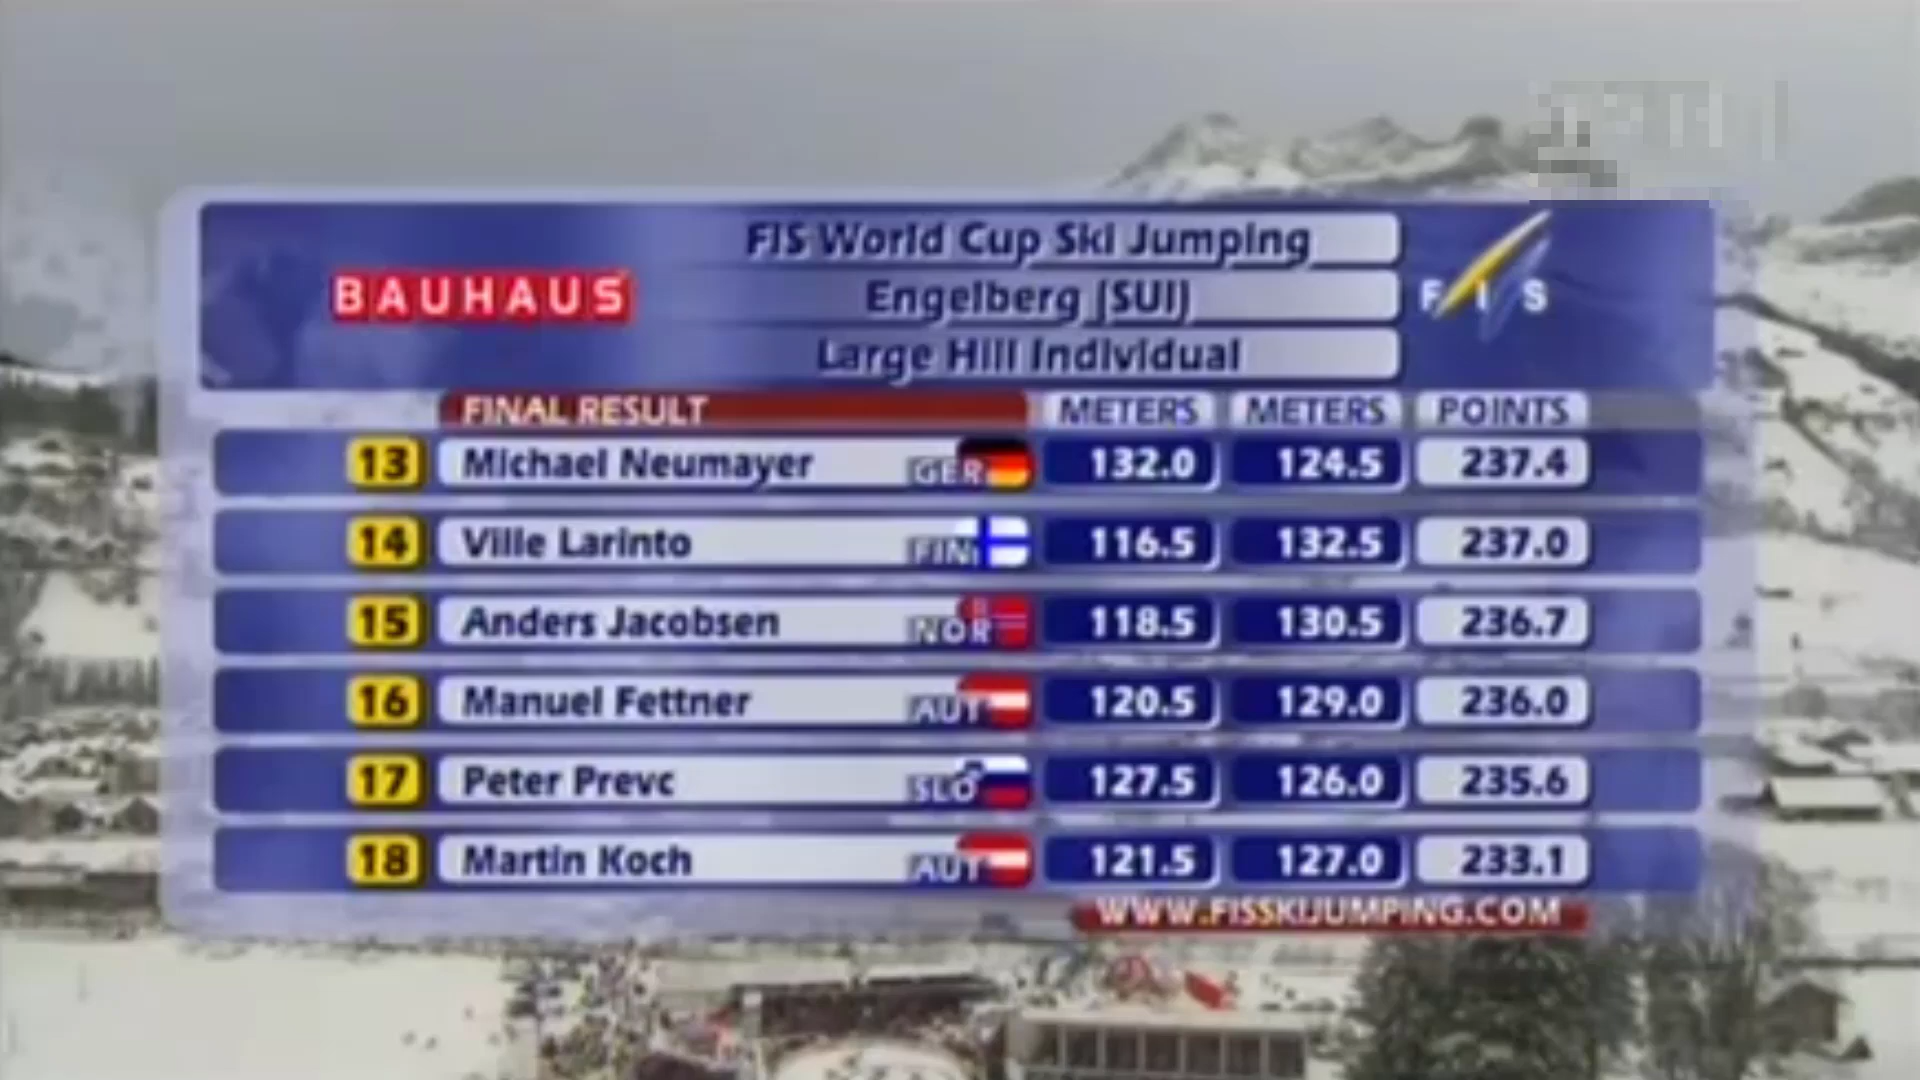 FIS World Cup Ski Jumping
BAUHAUS
Engelberg (SUI)
FIS
Large Hill Individual
FINAL RESULT METERS METERS POINTS
13 Michael Neumayer GER 132.0 124.5 237.4
14 Ville Larinto FIN 116.5 132.5 237.0
15 Anders Jacobsen NOR 118.5 130.5 236.7
16 Manuel Fettner AUT 120.5 129.0 236.0
17 Peter Prevc SLO 127.5 126.0 235.6
18 Martin Koch AUT 121.5 127.0 233.1
WWW.FISSKIJUMPING.COM